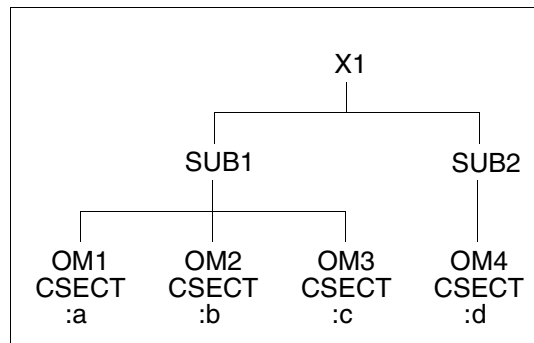 X1
SUB1 SUB2
OM1 OM2 OM3 OM4
CSECT CSECT CSECT CSECT
:a :b :c :d